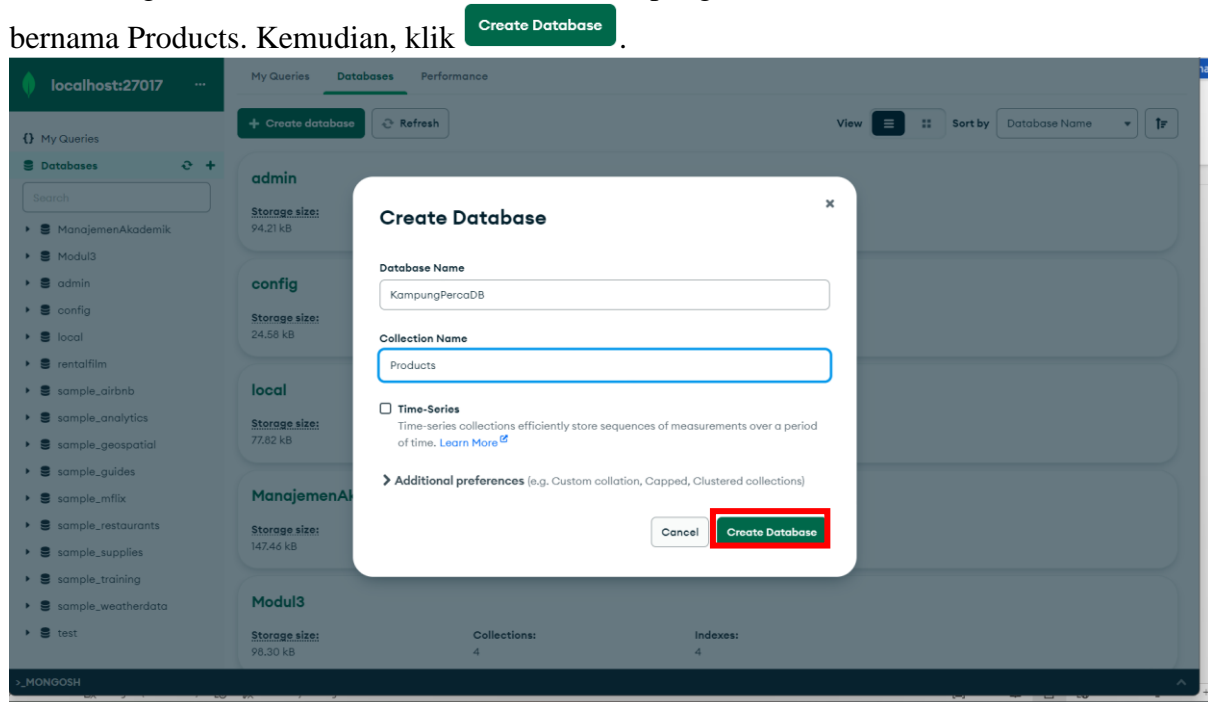 bernama Products. Kemudian, klik Create Database .
localhost:27017 ...
My Queries Databases Performance
+ Create database Refresh View Sort by Database Name
{} My Queries
Databases
Search
ManajemenAkademik
Modul3
admin
config
local
rentalfilm
sample_airbnb
sample_analytics
sample_geospatial
sample_guides
sample_mflix
sample_restaurants
sample_supplies
sample_training
sample_weatherdata
test
admin
Storage size:
94.21 kB
config
Storage size:
24.58 kB
local
Storage size:
77.82 kB
Storage size:
147.46 kB
Modul3
Storage size: Collections: Indexes:
98.30 kB 4 4
Create Database
Database Name
KampungPercaDB
Collection Name
Products
Time-Series
Time-series collections efficiently store sequences of measurements over a period
of time. Learn More
Additional preferences (e.g. Custom collation, Capped, Clustered collections)
Cancel Create Database
>_MONGOSH